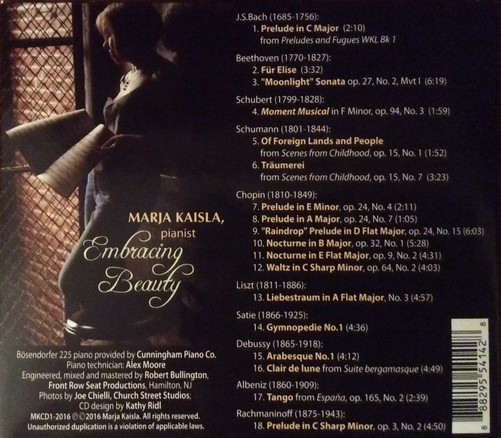 J.S.Bach (1685-1756):
1. Prelude in C Major (2:10)
from Preludes and Fugues WKL Bk 1
Beethoven (1770-1827):
2. Für Elise (3:32)
3. "Moonlight" Sonata op. 27, No. 2, Mvt I (6:19)
Schubert (1799-1828):
4. Moment Musical in F Minor, op. 94, No. 3 (1:59)
Schumann (1801-1844):
5. Of Foreign Lands and People
from Scenes from Childhood, op. 15, No. 1 (1:52)
6. Träumerei
from Scenes from Childhood, op. 15, No. 7 (3:23)
Chopin (1810-1849):
7. Prelude in E Minor, op. 24, No. 4 (2:11)
8. Prelude in A Major, op. 24, No. 7 (1:05)
9. "Raindrop" Prelude in D Flat Major, op. 24, No. 15 (6:03)
10. Nocturne in B Major, op. 32, No. 1 (5:28)
11. Nocturne in E Flat Major, op. 9, No. 2 (4:31)
12. Waltz in C Sharp Minor, op. 64, No. 2 (4:03)
Liszt (1811-1886):
13. Liebestraum in A Flat Major, No. 3 (4:57)
Satie (1866-1925):
14. Gymnopedie No.1 (4:36)
Debussy (1865-1918):
15. Arabesque No.1 (4:12)
16. Clair de lune from Suite bergamasque (4:49)
Albeniz (1860-1909):
17. Tango from España, op. 165, No. 2 (2:39)
Rachmaninoff (1875-1943):
18. Prelude in C Sharp Minor, op. 3, No. 2 (4:50)
MARJA KAISLA,
pianist
Embracing
Beauty
Bösendorfer 225 piano provided by Cunningham Piano Co.
Piano technician: Alex Moore
Engineered, mixed and mastered by Robert Bullington,
Front Row Seat Productions, Hamilton, NJ
Photos by Joe Chielli, Church Street Studios;
CD design by Kathy Ridl
MKCD1-2016 ℗©2016 Marja Kaisla. All rights reserved.
Unauthorized duplication is a violation of applicable laws.
8 88295 54142 8